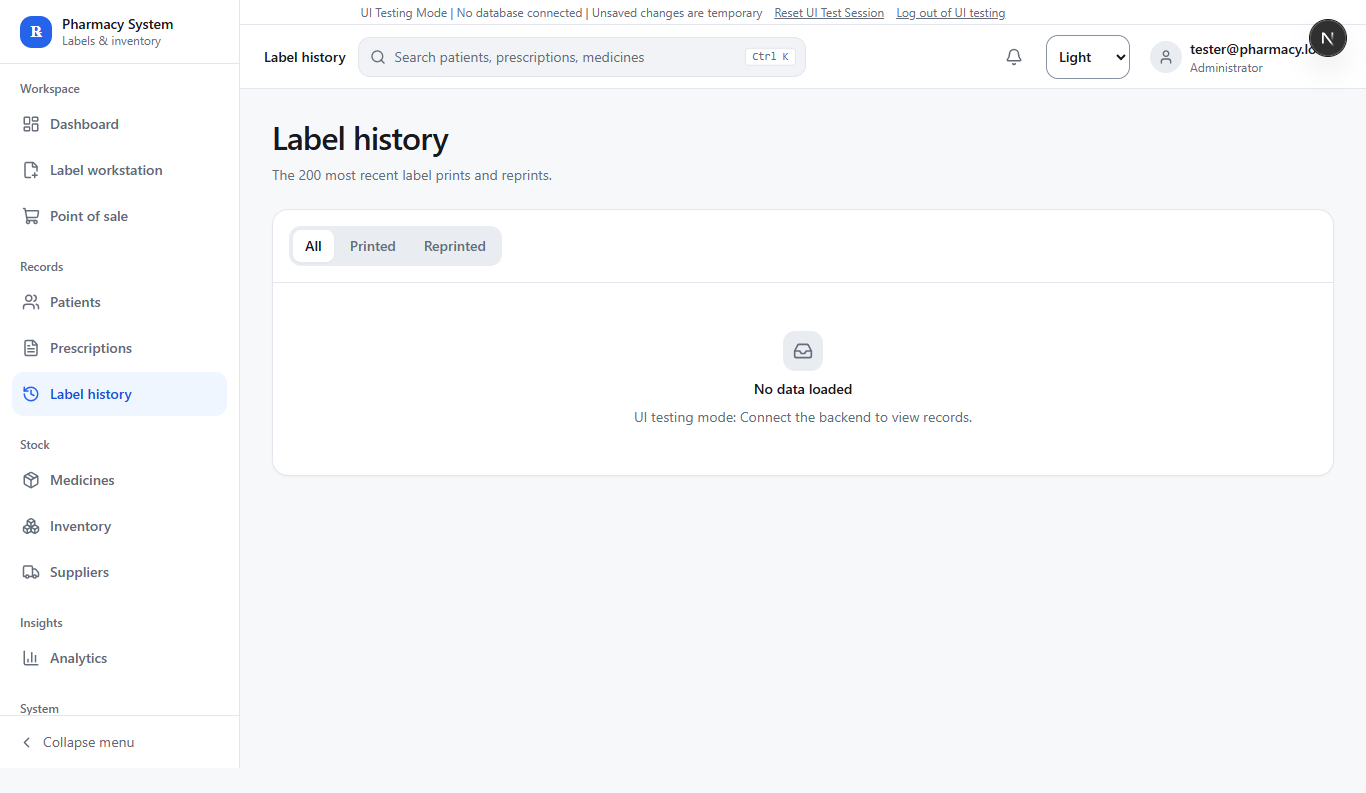 UI Testing Mode | No database connected | Unsaved changes are temporary Reset UI Test Session Log out of UI testing
R
Pharmacy System
Labels & inventory
Label history
Search patients, prescriptions, medicines
Ctrl K
Light
tester@pharmacy.lo
Administrator
N
Workspace
Dashboard
Label workstation
Point of sale
Records
Patients
Prescriptions
Label history
Stock
Medicines
Inventory
Suppliers
Insights
Analytics
System
Collapse menu
Label history
The 200 most recent label prints and reprints.
All Printed Reprinted
No data loaded
UI testing mode: Connect the backend to view records.